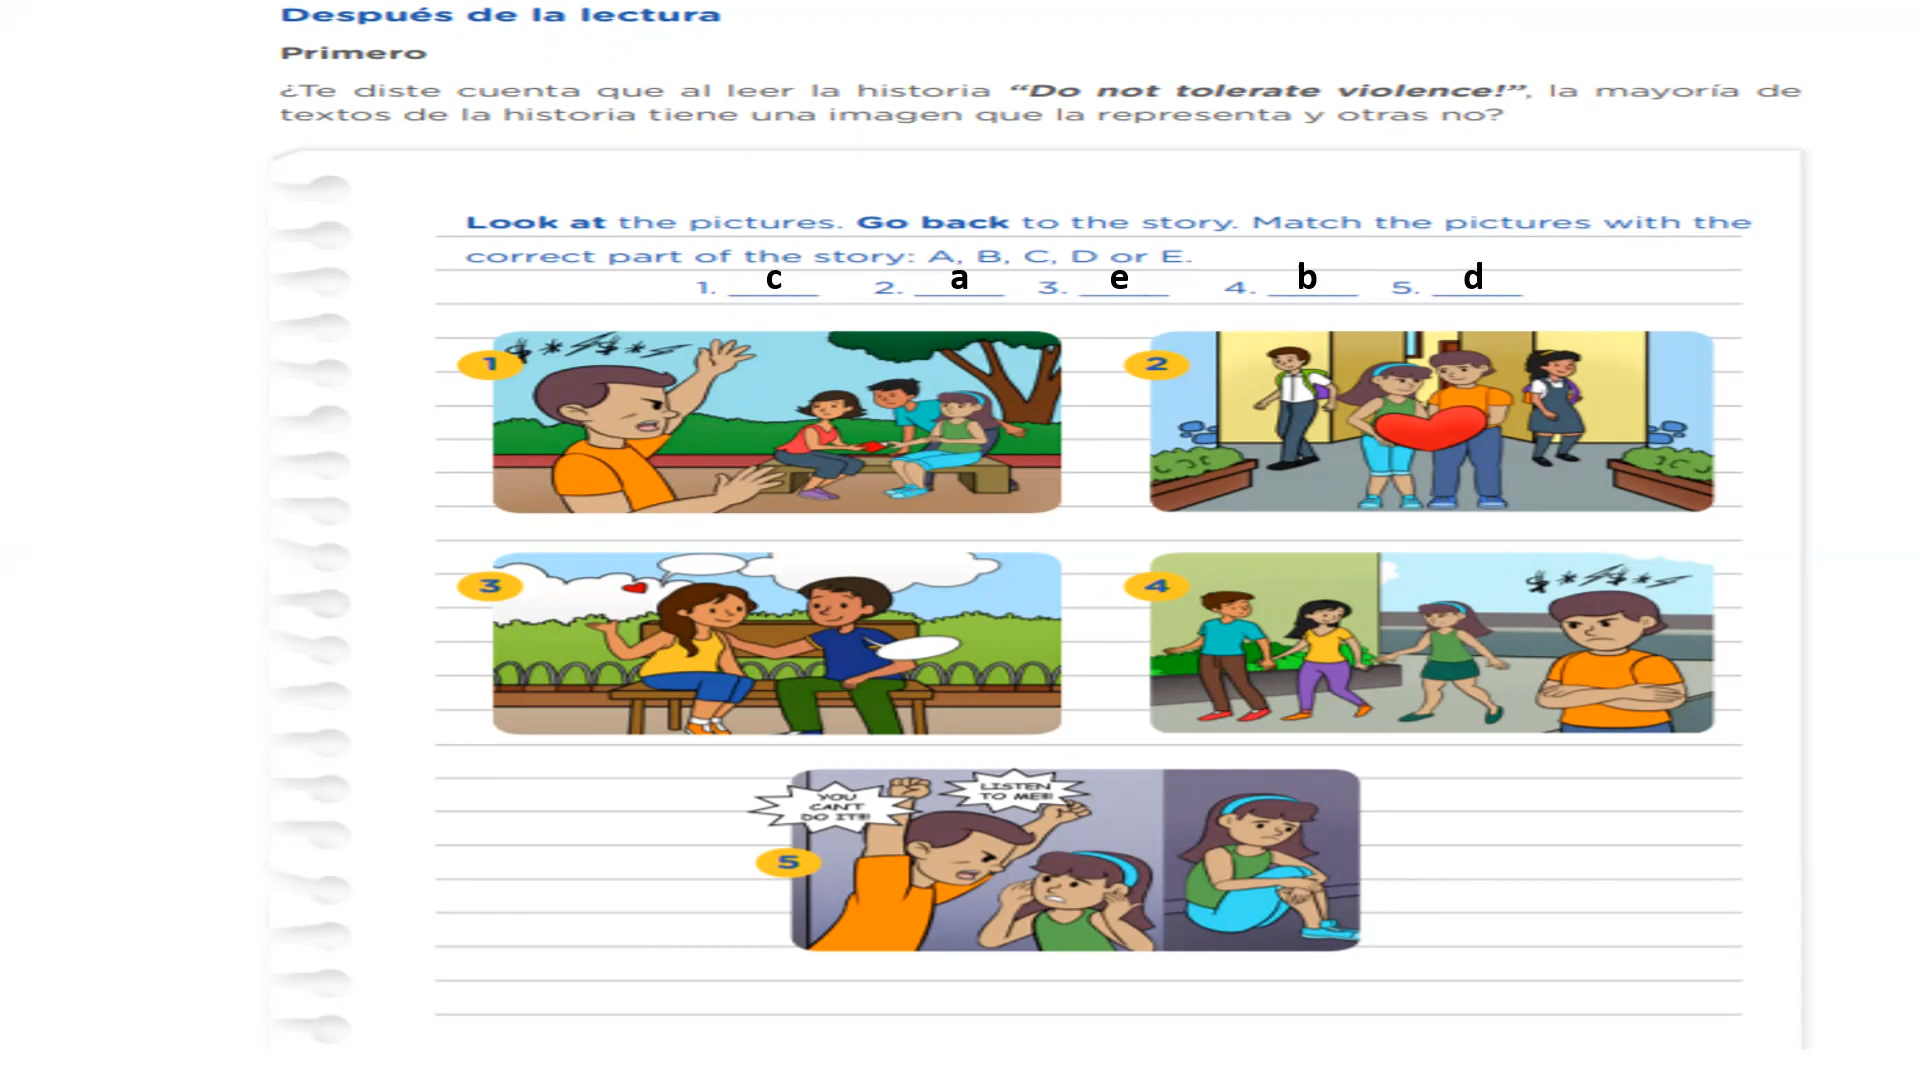 Después de la lectura
Primero
¿Te diste cuenta que al leer la historia “Do not tolerate violence!”, la mayoría de
textos de la historia tiene una imagen que la representa y otras no?
Look at the pictures. Go back to the story. Match the pictures with the
correct part of the story: A, B, C, D or E.
1. c 2. a 3. e 4. b 5. d
1
2
3
4
YOU
CAN'T
DO IT!!!
LISTEN
TO ME!!!
5